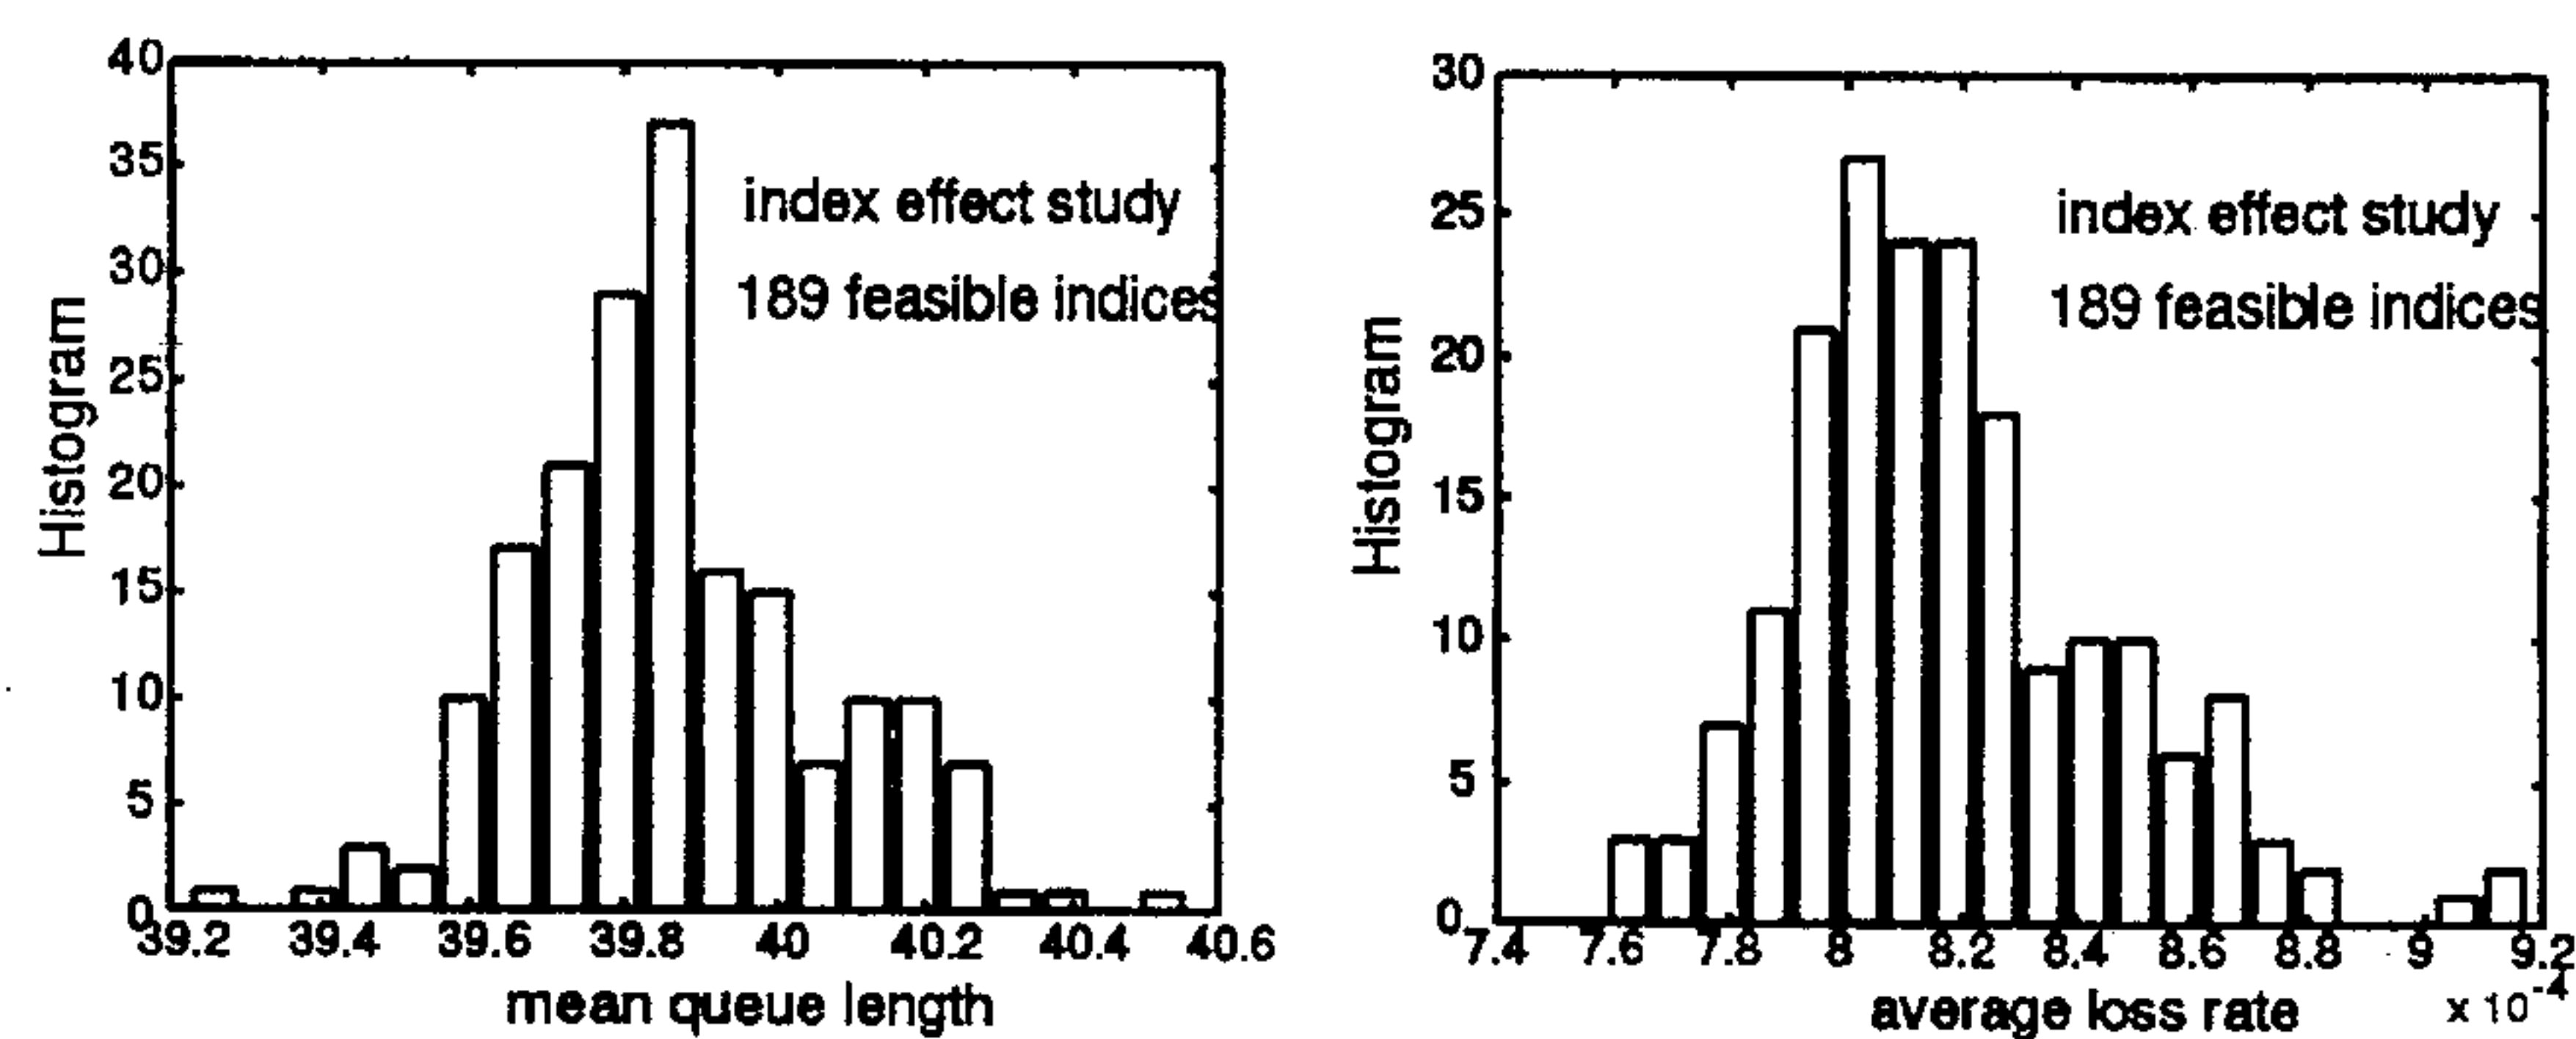 40
35
30
25
20
15
10
5
0
Histogram
index effect study
189 feasible indices
39.2 39.4 39.6 39.8 40 40.2 40.4 40.6
mean queue length
30
25
20
15
10
5
0
Histogram
index effect study
189 feasible indices
7.4 7.6 7.8 8 8.2 8.4 8.6 8.8 9 9.2
average loss rate
x 10-4